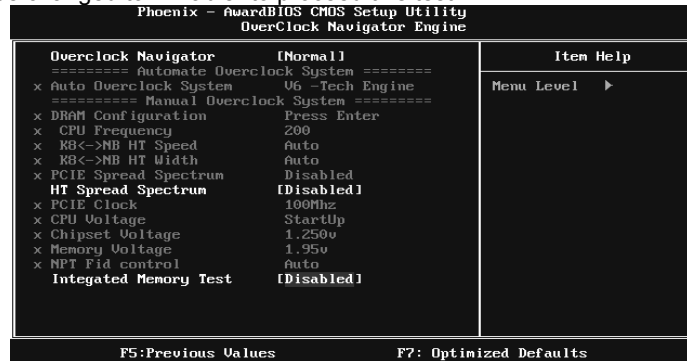 Phoenix - AwardBIOS CMOS Setup Utility
OverClock Navigator Engine
Overclock Navigator [Normal]
========= Automate Overclock System ========
x Auto Overclock System V6 -Tech Engine
========== Manual Overclock System =========
x DRAM Configuration Press Enter
x CPU Frequency 200
x K8<->NB HT Speed Auto
x K8<->NB HT Width Auto
x PCIE Spread Spectrum Disabled
HT Spread Spectrum [Disabled]
x PCIE Clock 100Mhz
x CPU Voltage StartUp
x Chipset Voltage 1.250v
x Memory Voltage 1.95v
x NPT Fid control Auto
Integated Memory Test [Disabled]
Item Help
Menu Level ▶
F5:Previous Values F7: Optimized Defaults